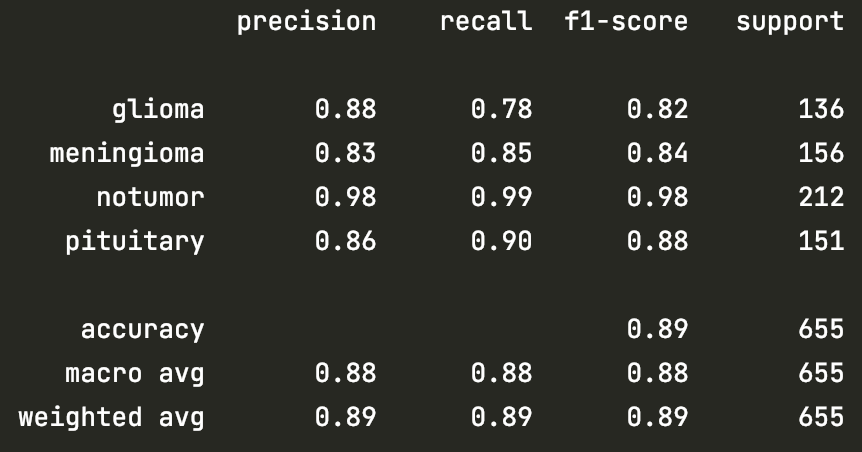 precision recall f1-score support
glioma 0.88 0.78 0.82 136
meningioma 0.83 0.85 0.84 156
notumor 0.98 0.99 0.98 212
pituitary 0.86 0.90 0.88 151
accuracy 0.89 655
macro avg 0.88 0.88 0.88 655
weighted avg 0.89 0.89 0.89 655